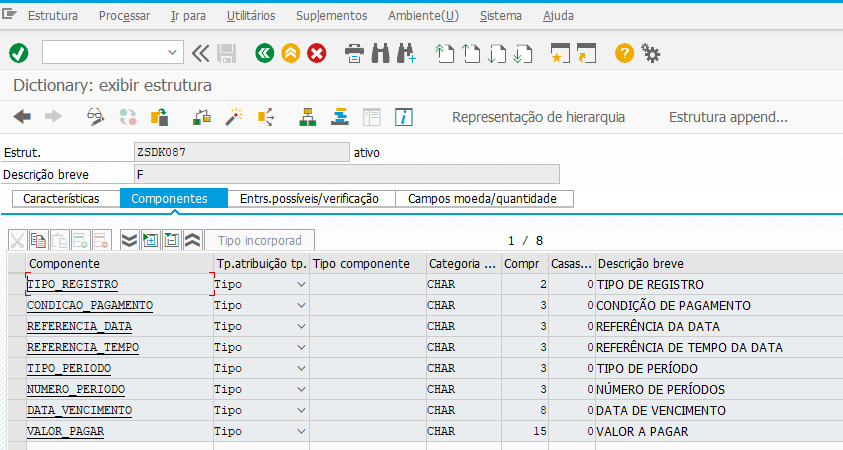 Estrutura Processar Ir para Utilitários Suplementos Ambiente(U) Sistema Ajuda
Dictionary: exibir estrutura
Representação de hierarquia Estrutura append...
Estrut. ZSDK087 ativo
Descrição breve F
Características Componentes Entrs.possíveis/verificação Campos moeda/quantidade
Tipo incorporad 1 / 8
Componente Tp.atribuição tp. Tipo componente Categoria ... Compr Casas... Descrição breve
TIPO_REGISTRO Tipo CHAR 2 0 TIPO DE REGISTRO
CONDICAO_PAGAMENTO Tipo CHAR 3 0 CONDIÇÃO DE PAGAMENTO
REFERENCIA_DATA Tipo CHAR 3 0 REFERÊNCIA DA DATA
REFERENCIA_TEMPO Tipo CHAR 3 0 REFERÊNCIA DE TEMPO DA DATA
TIPO_PERIODO Tipo CHAR 3 0 TIPO DE PERÍODO
NUMERO_PERIODO Tipo CHAR 3 0 NÚMERO DE PERÍODOS
DATA_VENCIMENTO Tipo CHAR 8 0 DATA DE VENCIMENTO
VALOR_PAGAR Tipo CHAR 15 0 VALOR A PAGAR